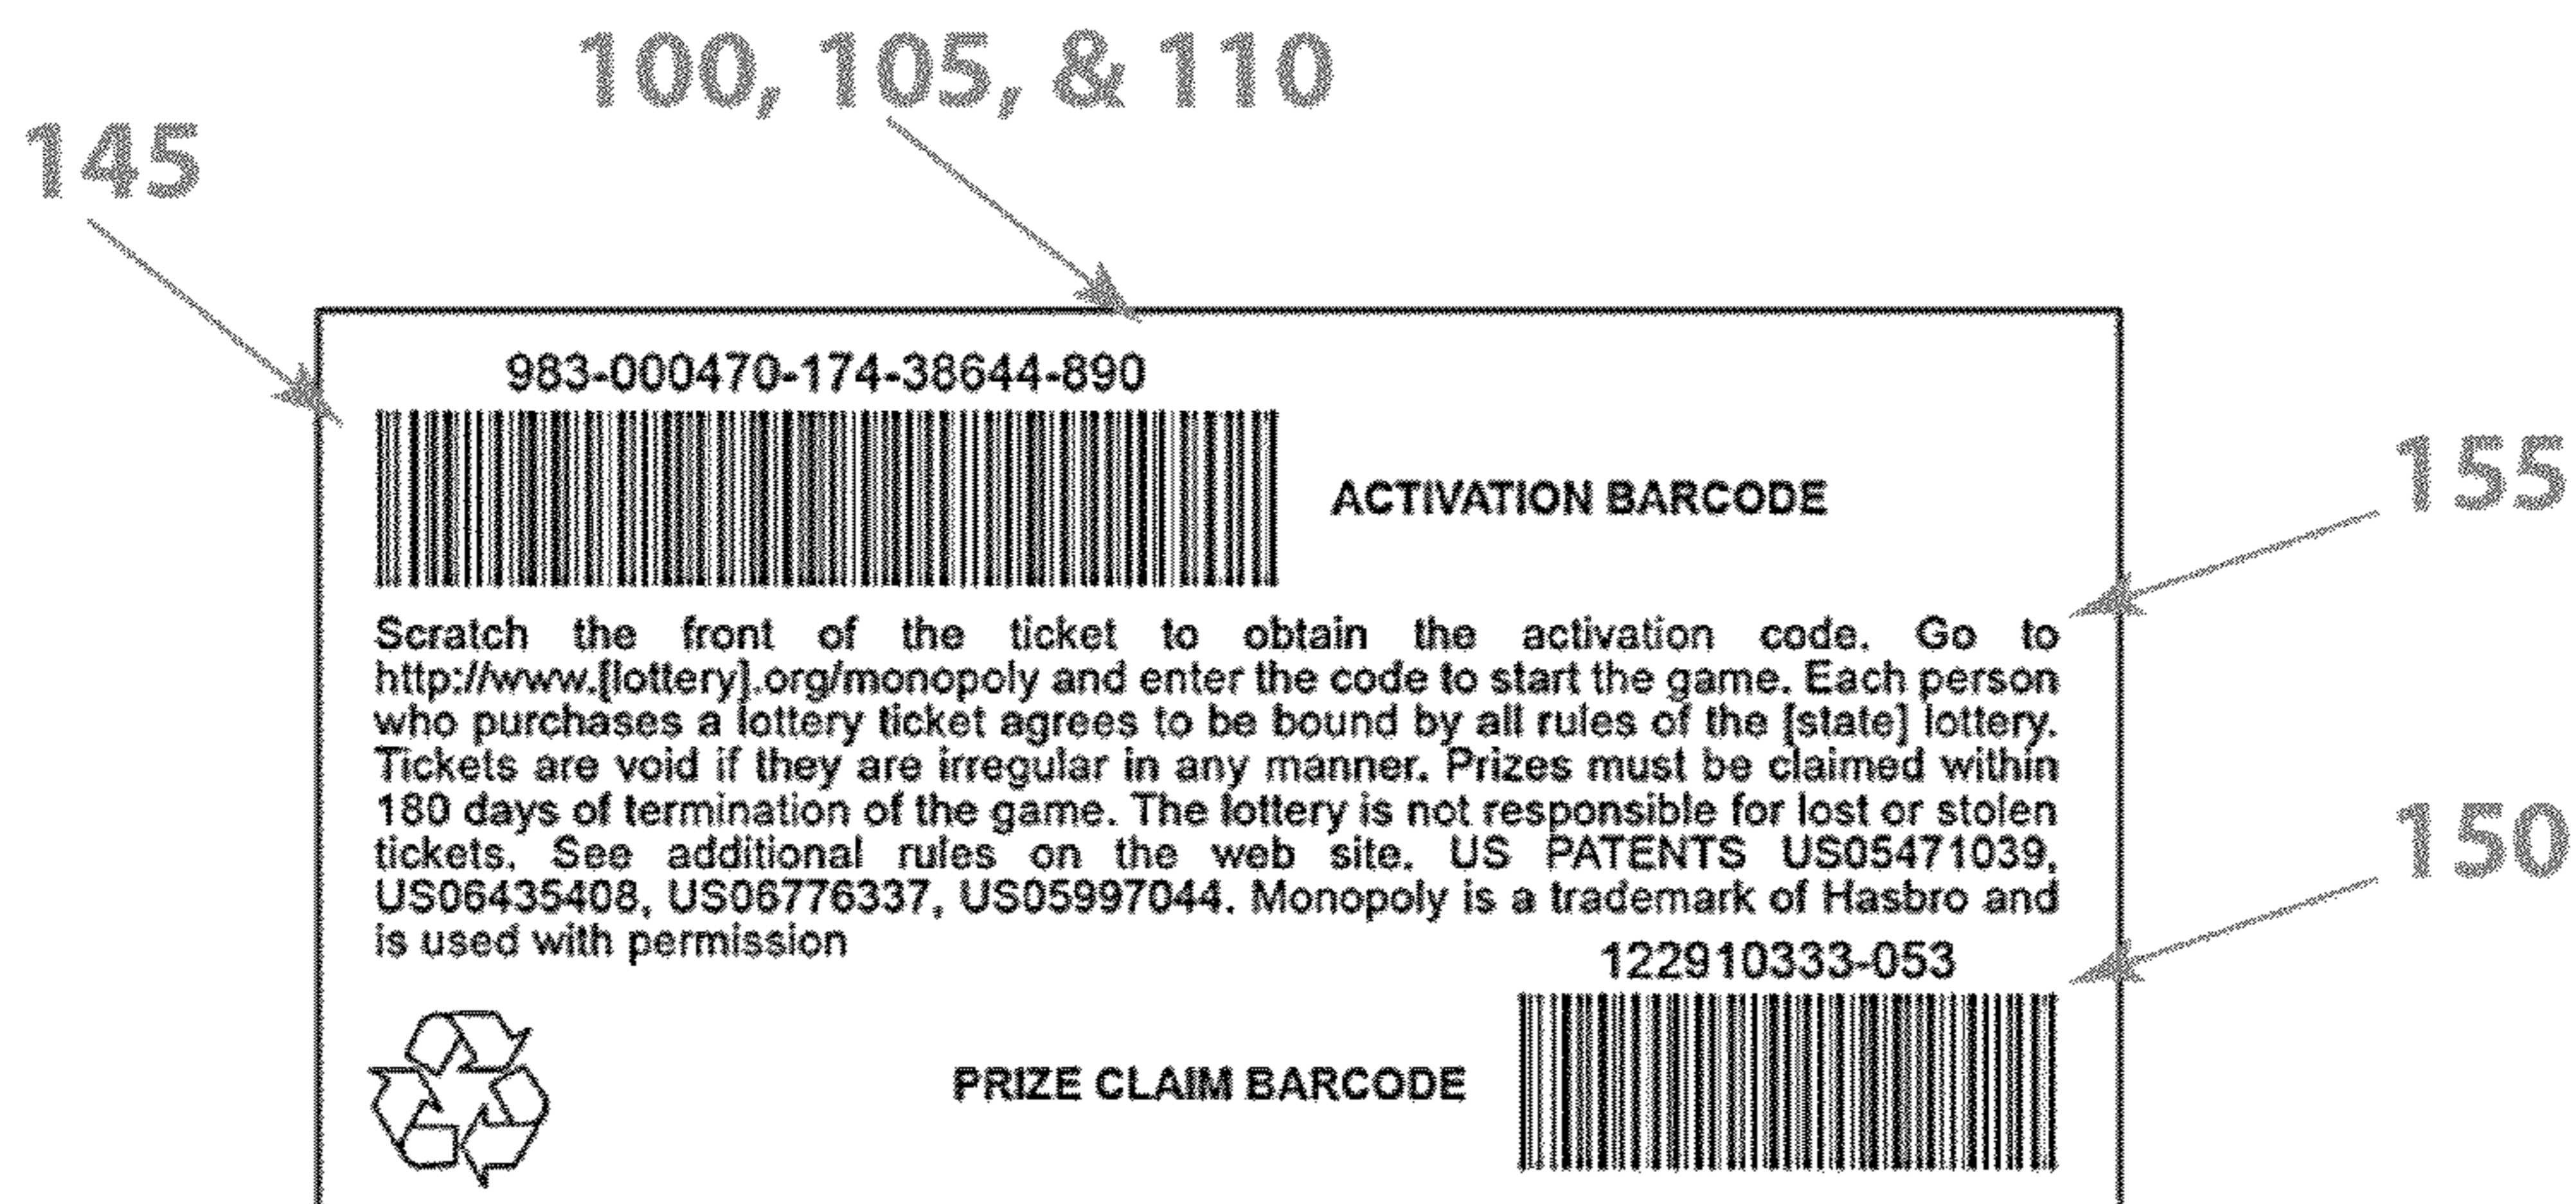 100, 105, & 110
145
983-000470-174-38644-890
ACTIVATION BARCODE
155
Scratch the front of the ticket to obtain the activation code. Go to
http://www.[lottery].org/monopoly and enter the code to start the game. Each person
who purchases a lottery ticket agrees to be bound by all rules of the [state] lottery.
Tickets are void if they are irregular in any manner. Prizes must be claimed within
180 days of termination of the game. The lottery is not responsible for lost or stolen
tickets. See additional rules on the web site. US PATENTS US05471039,
US06435408, US06776337, US05997044. Monopoly is a trademark of Hasbro and
is used with permission
150
122910333-053
PRIZE CLAIM BARCODE